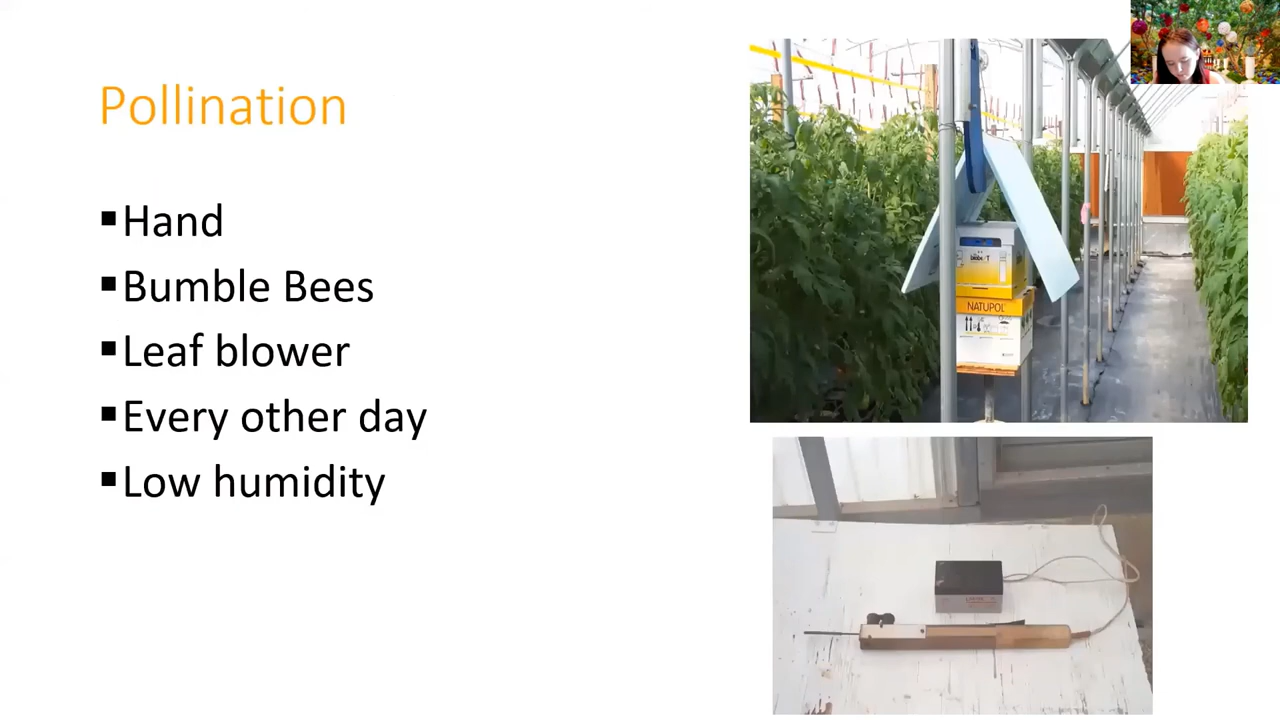 Pollination
▪Hand
▪Bumble Bees
▪Leaf blower
▪Every other day
▪Low humidity
NATUPOL